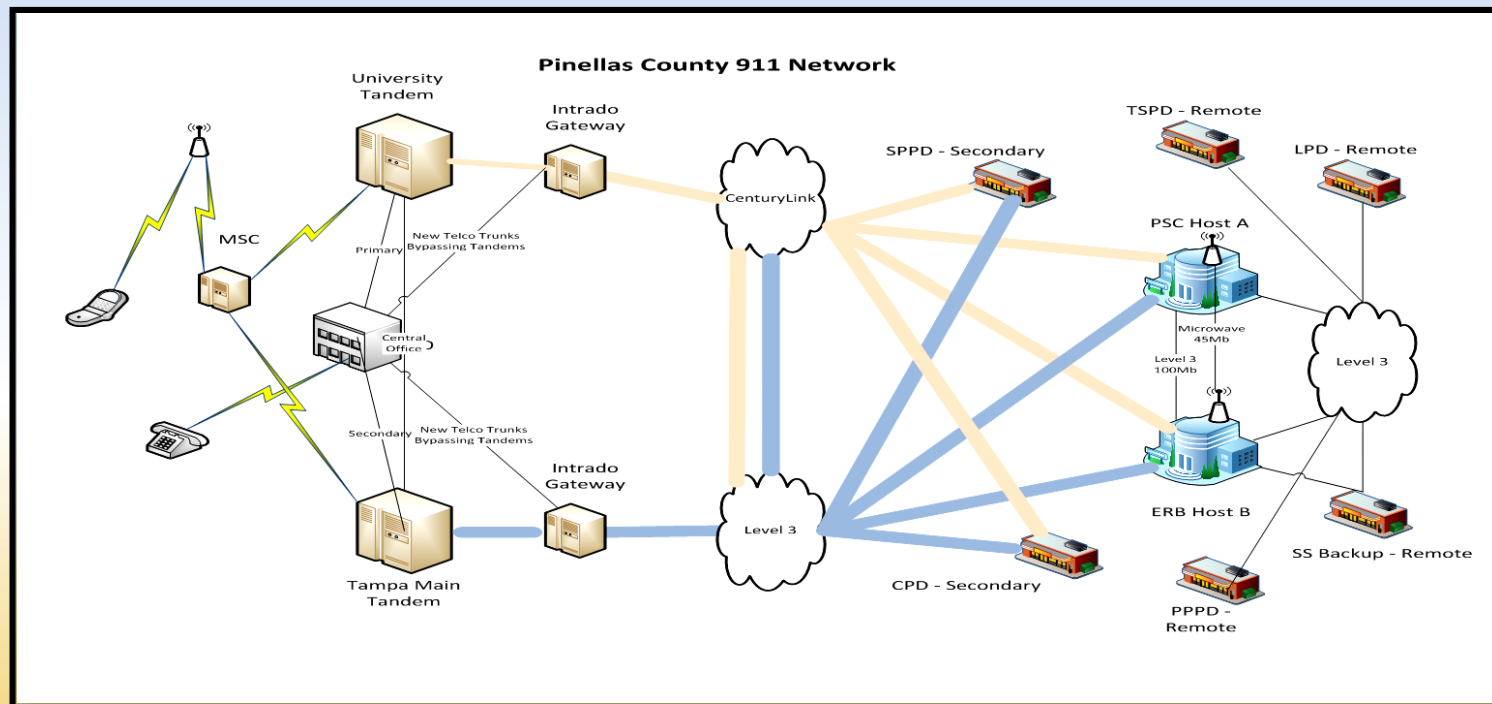 Pinellas County 911 Network
University
Tandem
Intrado
Gateway
MSC
Primary
New Telco Trunks
Bypassing Tandems
Central
Office
Secondary
New Telco Trunks
Bypassing Tandems
Intrado
Gateway
Tampa Main
Tandem
CenturyLink
Level 3
SPPD - Secondary
CPD - Secondary
TSPD - Remote
LPD - Remote
PSC Host A
Microwave
45Mb
Level 3
100Mb
Level 3
ERB Host B
SS Backup - Remote
PPPD -
Remote